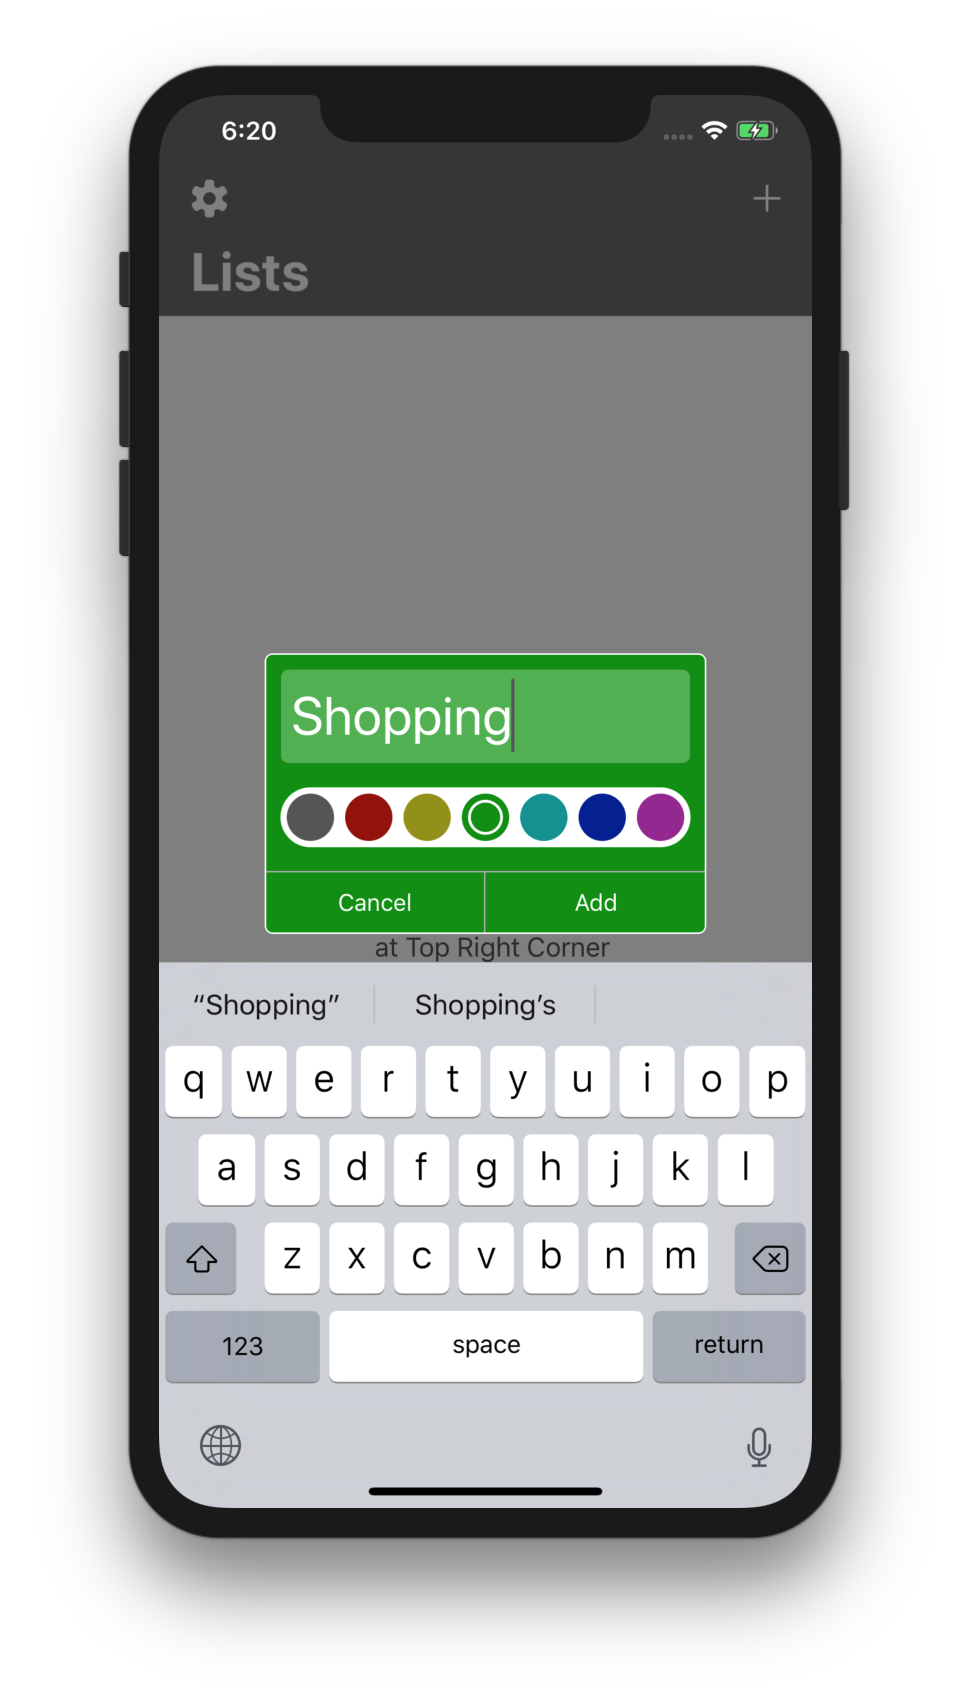 6:20
Lists
Shopping
Cancel Add
at Top Right Corner
“Shopping” Shopping’s
q w e r t y u i o p
a s d f g h j k l
z x c v b n m
123 space return